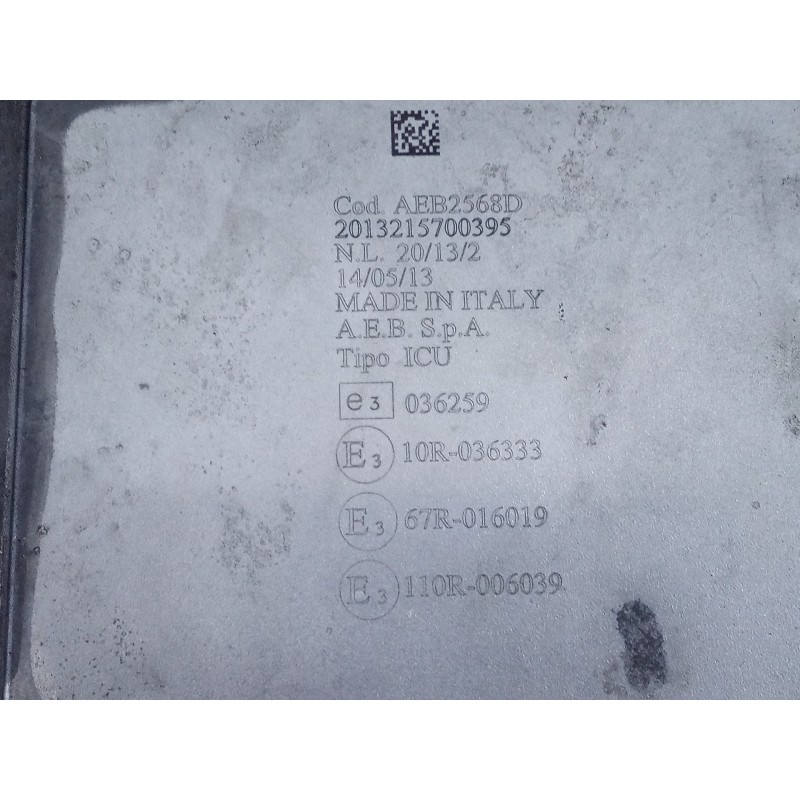 Cod. AEB2568D
2013215700395
N.L. 20/13/2
14/05/13
MADE IN ITALY
A.E.B. S.p.A.
Tipo ICU
e3 036259
E3 10R-036333
E3 67R-016019
E3 110R-006039